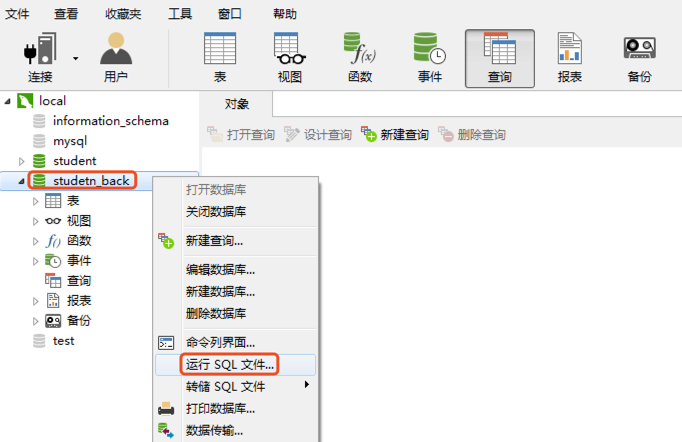 文件 查看 收藏夹 工具 窗口 帮助
连接 用户 表 视图 函数 事件 查询 报表 备份
local
information_schema
mysql
student
studetn_back
表
视图
函数
事件
查询
报表
备份
test
对象
打开查询 设计查询 新建查询 删除查询
打开数据库
关闭数据库
新建查询...
编辑数据库...
新建数据库...
删除数据库
命令列界面...
运行 SQL 文件...
转储 SQL 文件
打印数据库...
数据传输...